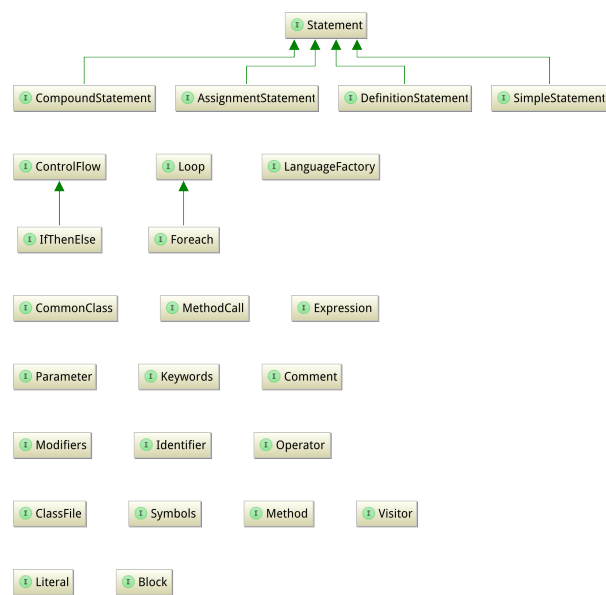 Statement
CompoundStatement AssignmentStatement DefinitionStatement SimpleStatement
ControlFlow Loop LanguageFactory
IfThenElse Foreach
CommonClass MethodCall Expression
Parameter Keywords Comment
Modifiers Identifier Operator
ClassFile Symbols Method Visitor
Literal Block